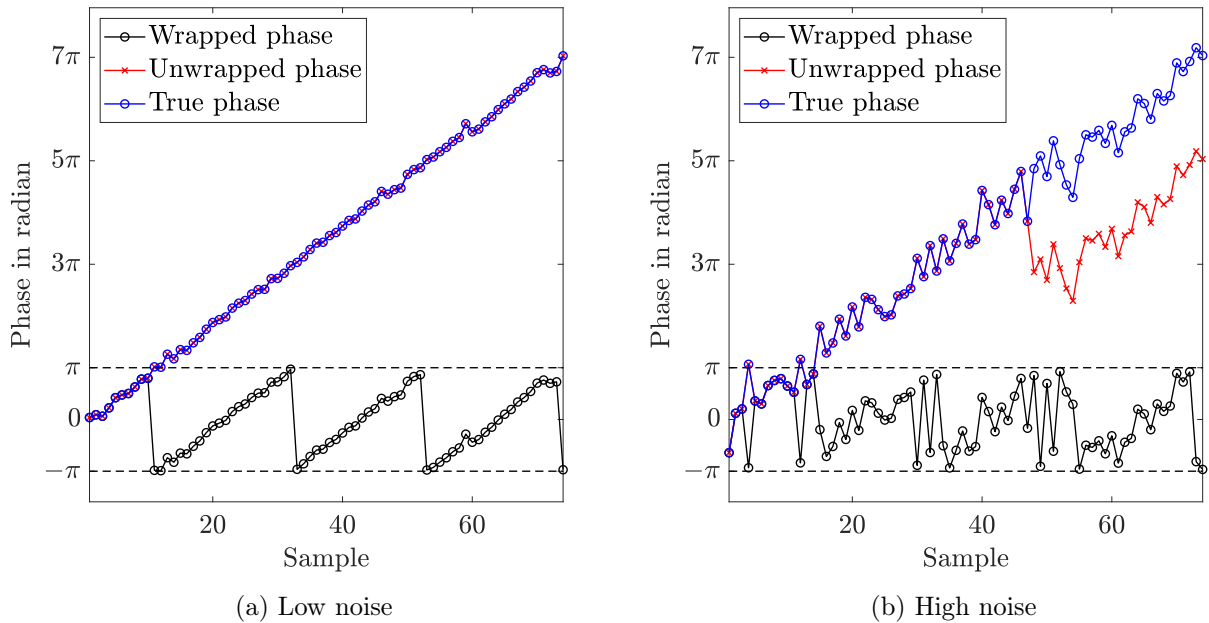 Wrapped phase
Unwrapped phase
True phase
7π
5π
3π
π
0
−π
Phase in radian
20
40
60
Sample
(a) Low noise
Wrapped phase
Unwrapped phase
True phase
7π
5π
3π
π
0
−π
Phase in radian
20
40
60
Sample
(b) High noise